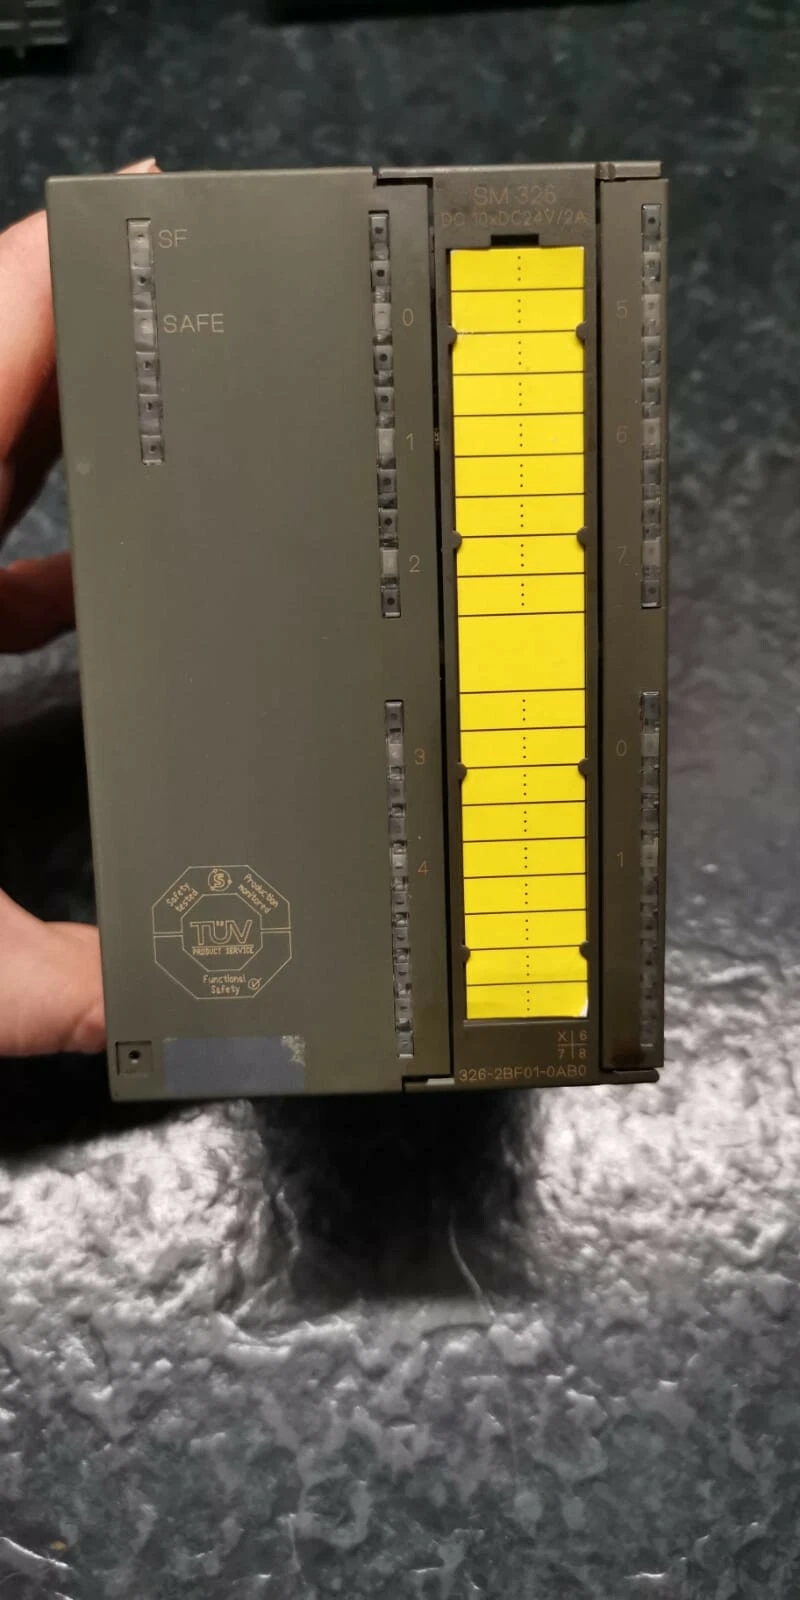 SF
SAFE
0
1
2
3
4
SM 326
DO 10xDC24V/2A
5
6
7
0
1
Safety tested
S
Production monitored
TÜV
PRODUCT SERVICE
Functional Safety
X 6
7 8
326-2BF01-0AB0